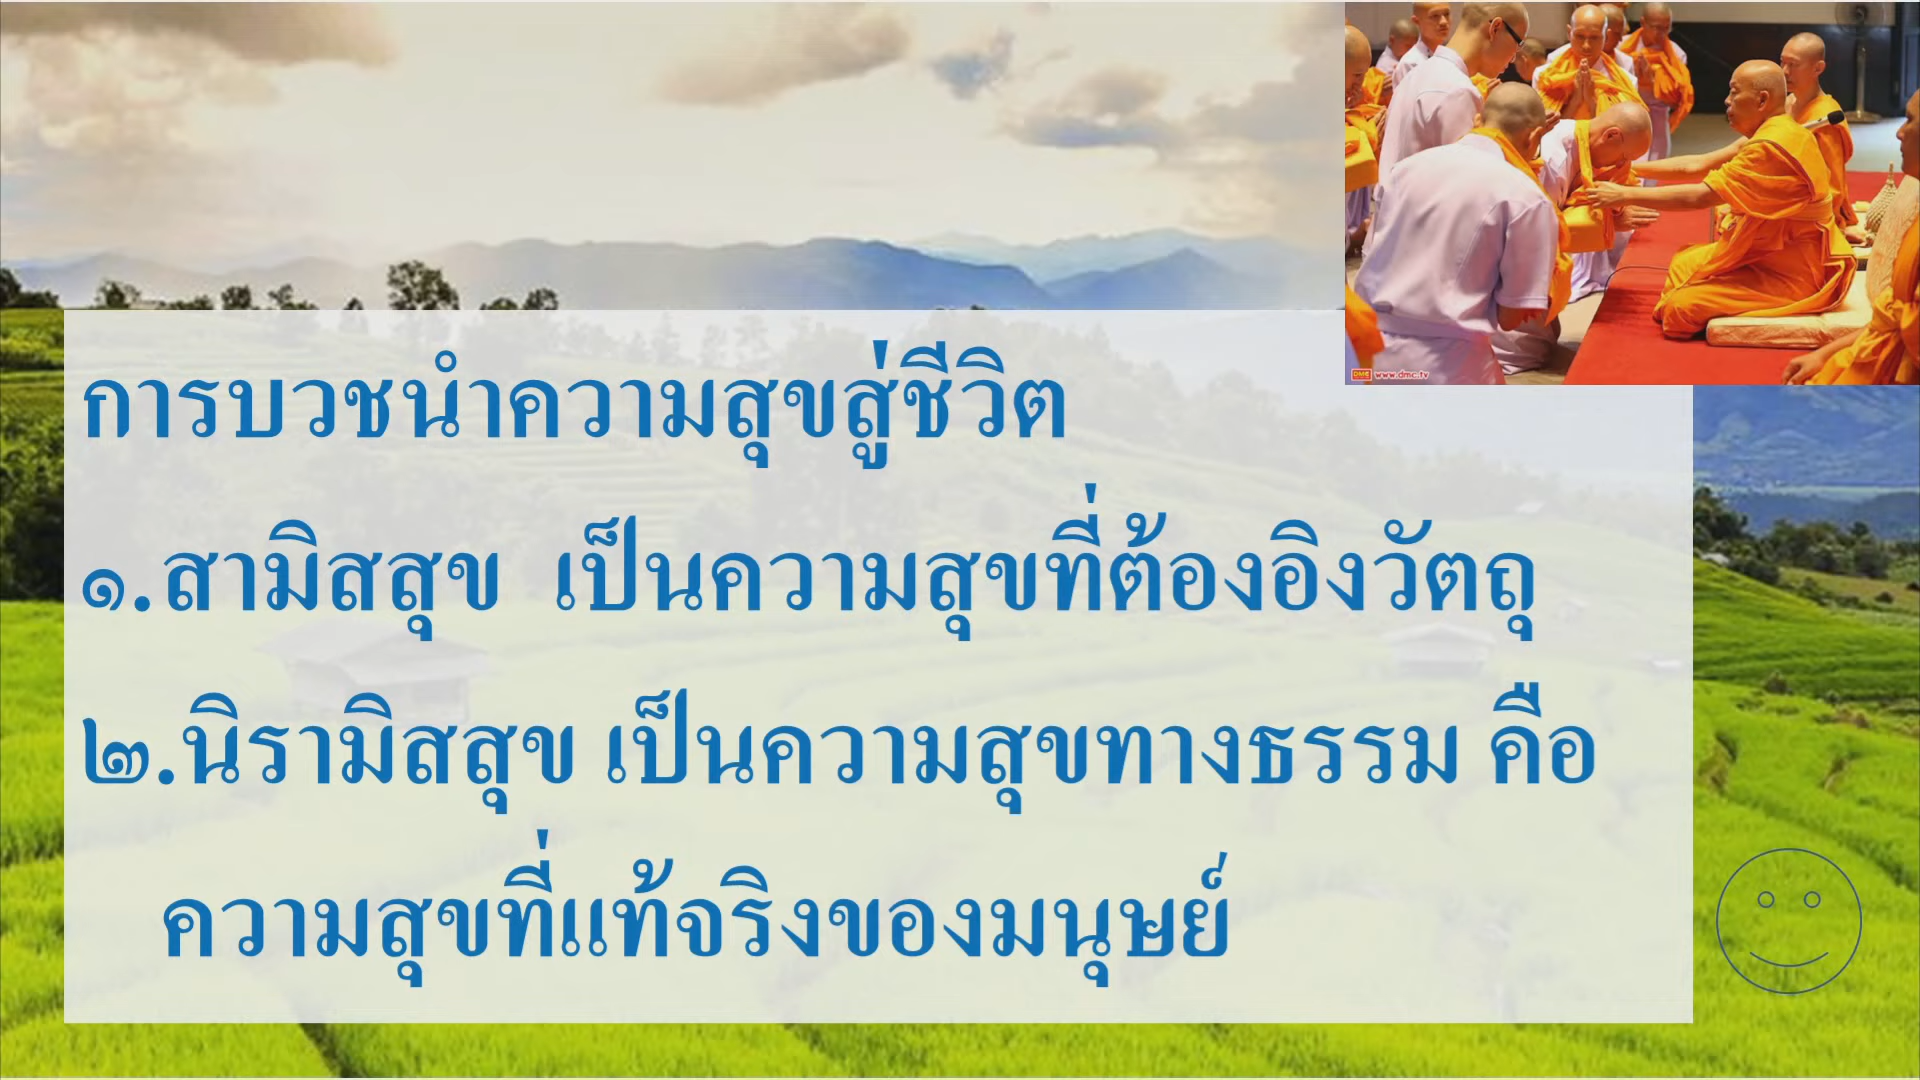 DMC www.dmc.tv
การบวชนำความสุขสู่ชีวิต
๑.สามิสสุข เป็นความสุขที่ต้องอิงวัตถุ
๒.นิรามิสสุข เป็นความสุขทางธรรม คือ
ความสุขที่แท้จริงของมนุษย์